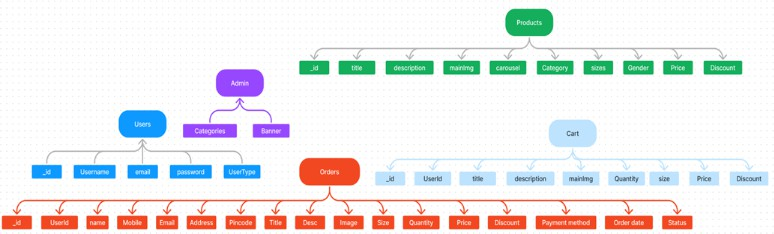 Products
_id title description mainImg carousel Category sizes Gender Price Discount
Admin
Categories Banner
Users
_id Username email password UserType
Cart
_id UserId title description mainImg Quantity size Price Discount
Orders
_id UserId name Mobile Email Address Pincode Title Desc Image Size Quantity Price Discount Payment method Order date Status